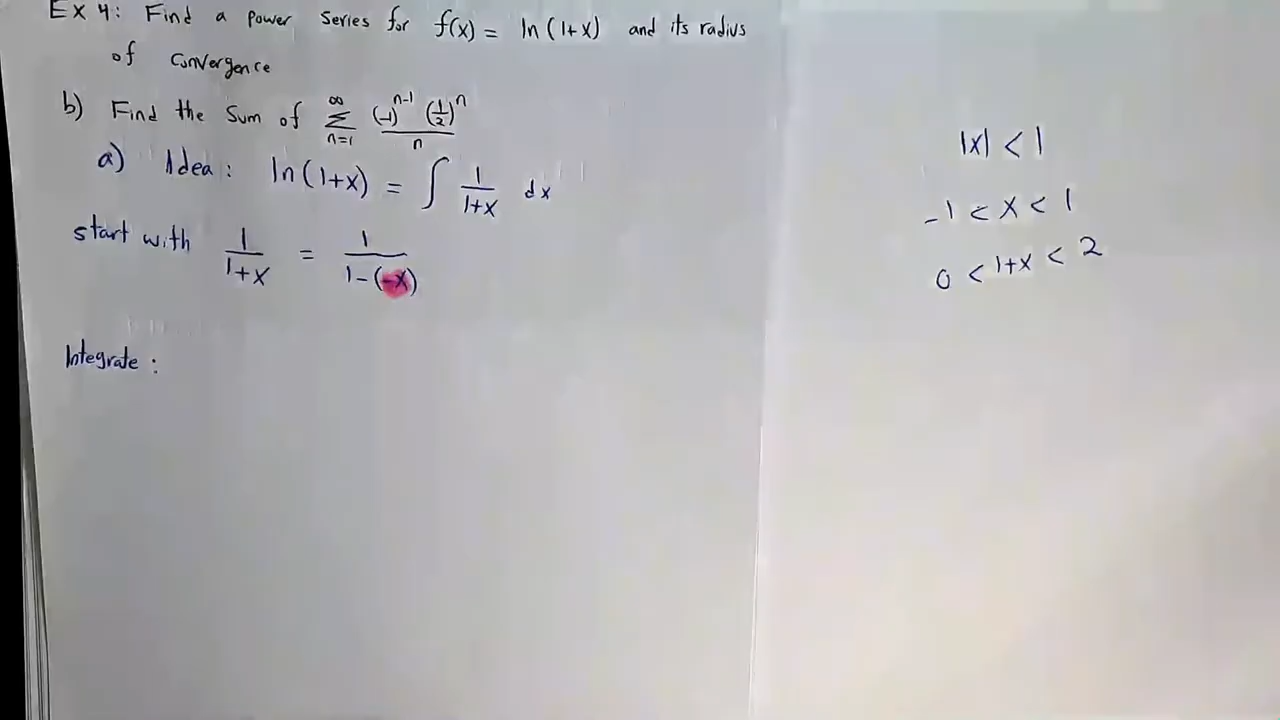 Ex 4: Find a power series for f(x) = ln(1+x) and its radius
of convergence
b) Find the sum of ∑_{n=1}^{∞} (-1)^{n-1} (1/2)^n / n
a) Idea: ln(1+x) = ∫ 1/(1+x) dx
start with 1/(1+x) = 1/(1-(-x))
Integrate:
|x| < 1
-1 < x < 1
0 < 1+x < 2